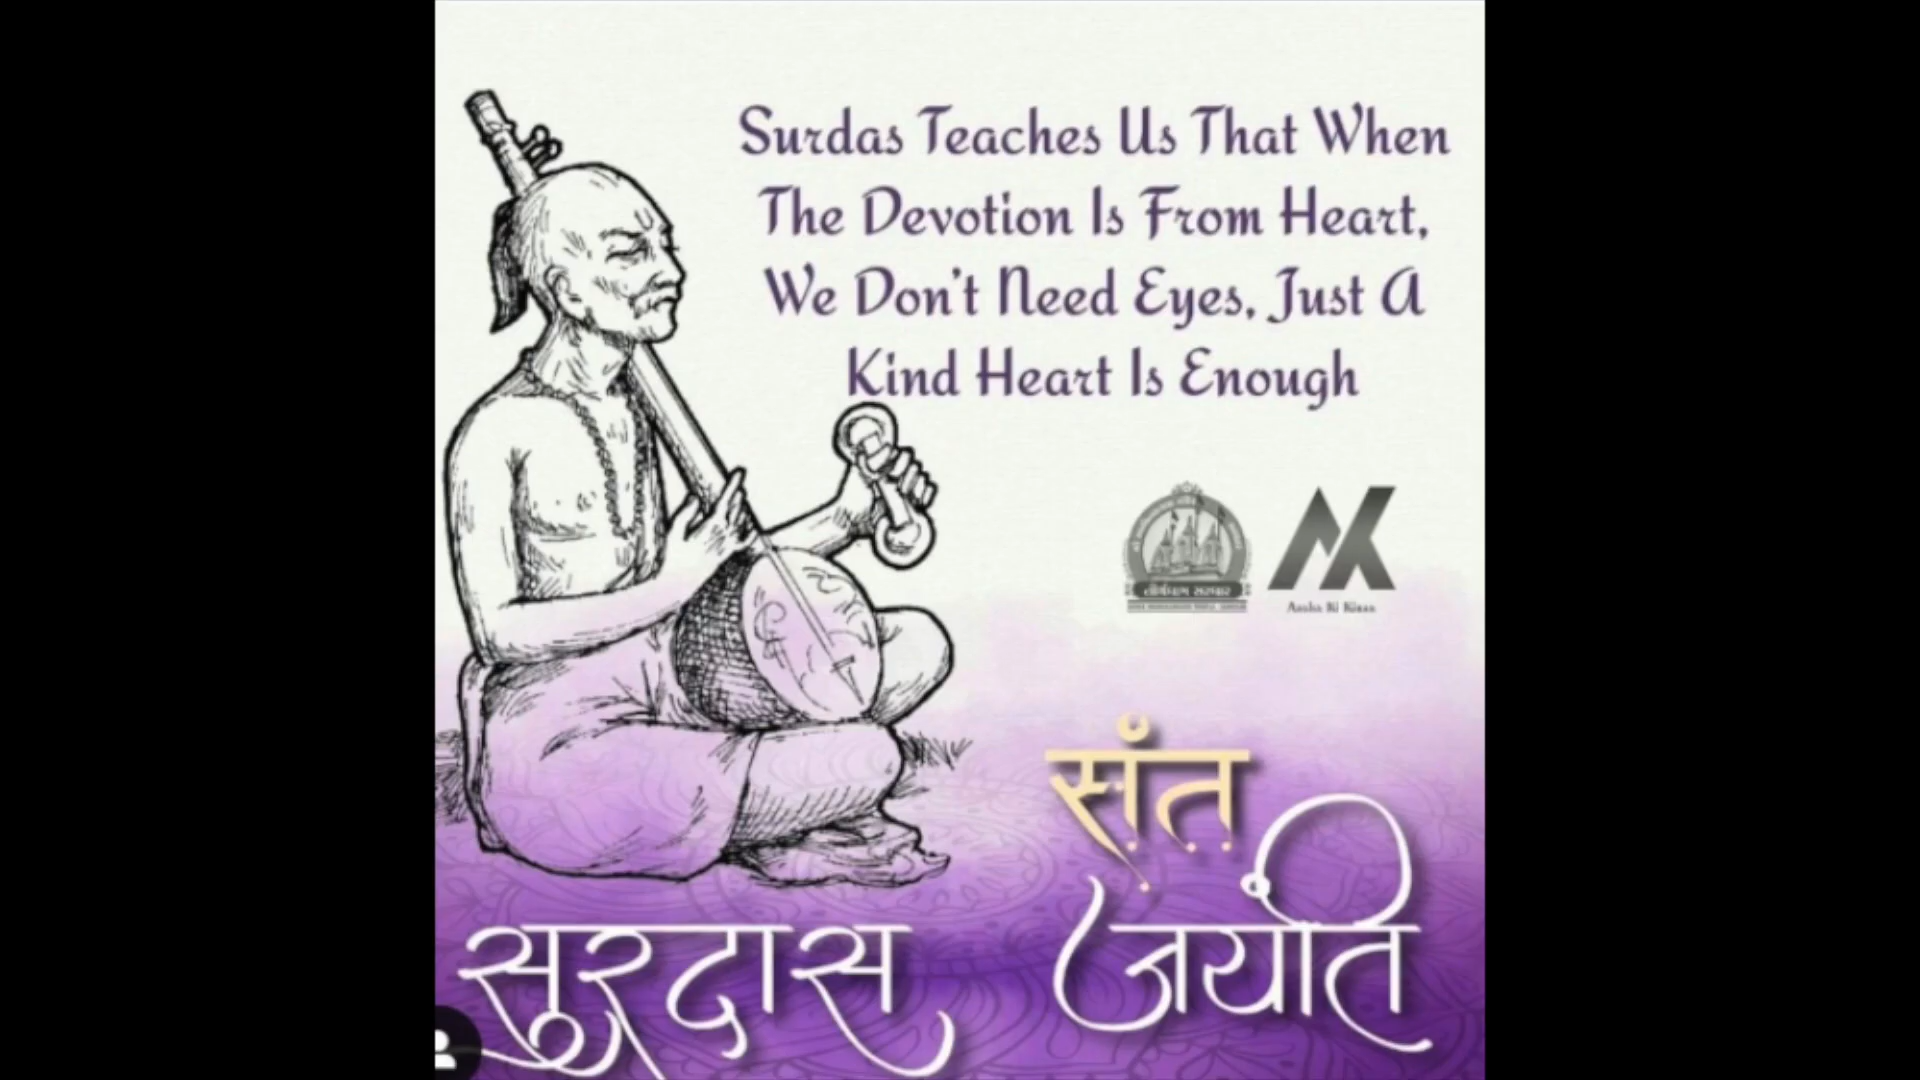 Surdas Teaches Us That When
The Devotion Is From Heart,
We Don't Need Eyes, Just A
Kind Heart Is Enough
AK
संत
सुरदास जयंति